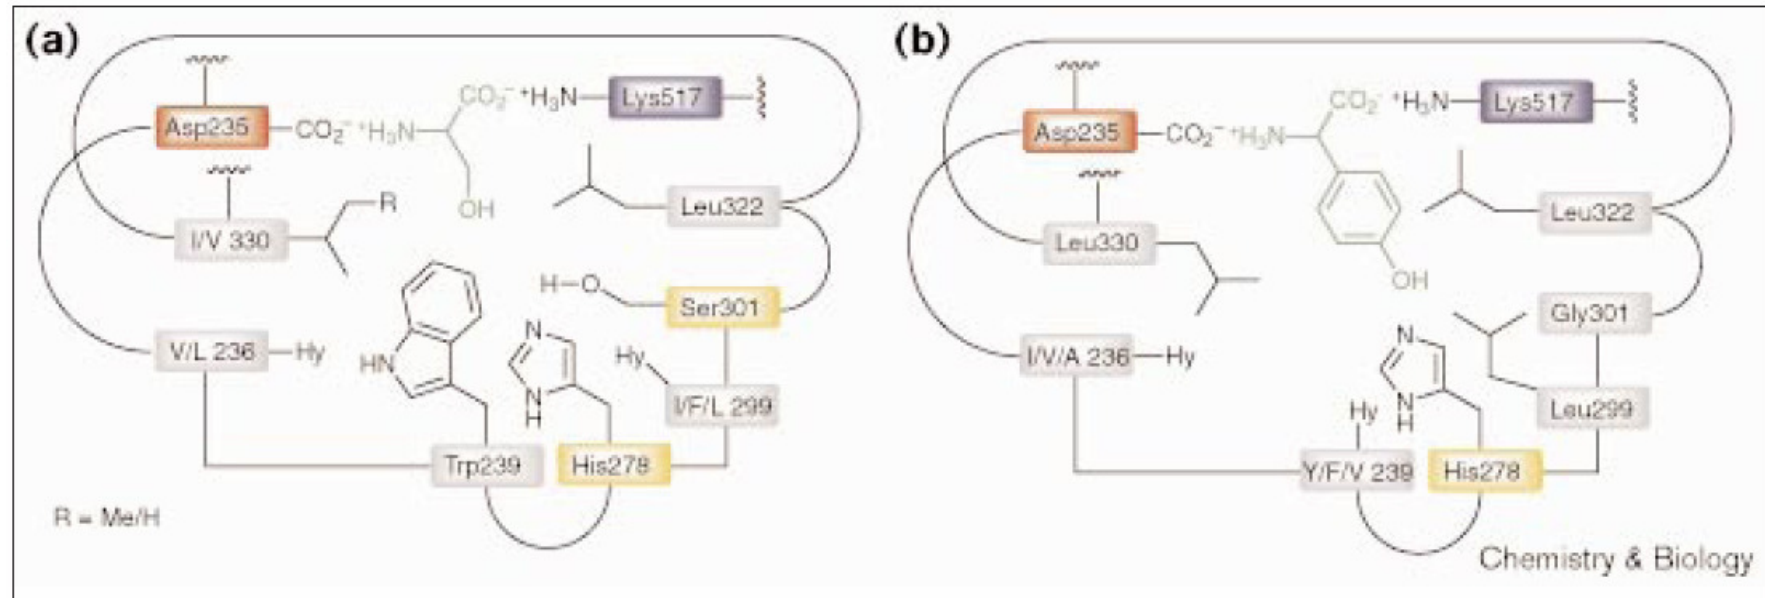 (a)
Asp235
CO2⁻
⁺H3N
CO2⁻
⁺H3N
Lys517
OH
Leu322
I/V 330
R
H
O
Ser301
V/L 236
Hy
HN
N
N
H
Hy
I/F/L 299
Trp239
His278
R = Me/H
(b)
Asp235
CO2⁻
⁺H3N
CO2⁻
⁺H3N
Lys517
Leu322
Leu330
OH
Gly301
I/V/A 236
Hy
N
N
H
Hy
Leu299
Y/F/V 239
His278
Chemistry & Biology